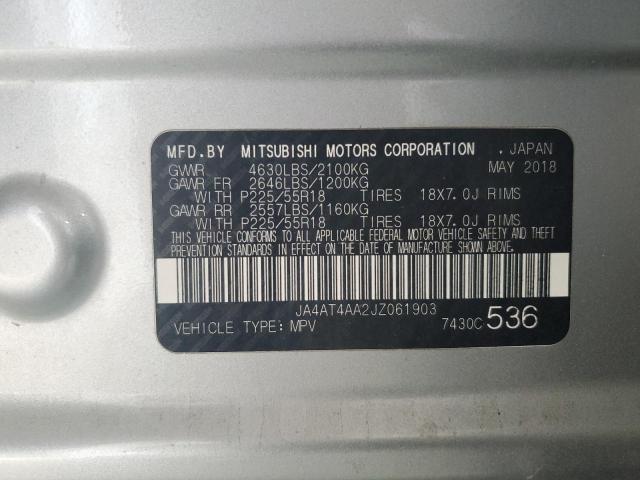 MFD.BY MITSUBISHI MOTORS CORPORATION , JAPAN
GVWR 4630LBS/2100KG MAY 2018
GAWR FR 2646LBS/1200KG
WITH P225/55R18 TIRES 18X7.0J RIMS
GAWR RR 2557LBS/1160KG
WITH P225/55R18 TIRES 18X7.0J RIMS
THIS VEHICLE CONFORMS TO ALL APPLICABLE FEDERAL MOTOR VEHICLE SAFETY AND THEFT
PREVENTION STANDARDS IN EFFECT ON THE DATE OF MANUFACTURE SHOWN ABOVE.
JA4AT4AA2JZ061903
VEHICLE TYPE: MPV 7430C 536